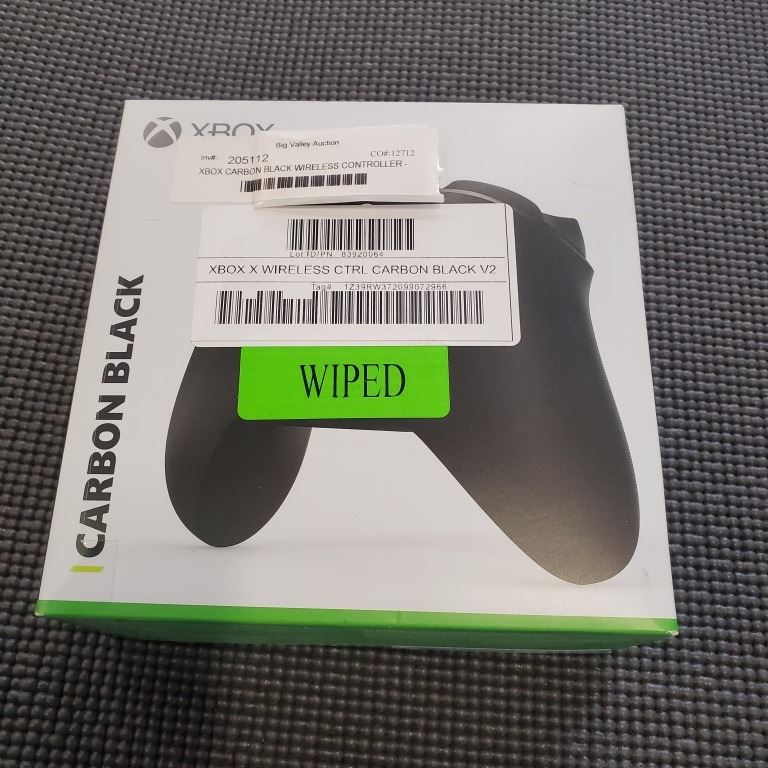 XBOX
Big Valley Auction
Inv#: 205112 CO#:12712
XBOX CARBON BLACK WIRELESS CONTROLLER -
Lot ID/PN 83920064
XBOX X WIRELESS CTRL CARBON BLACK V2
Tag# 1Z39RW372099072966
WIPED
CARBON BLACK